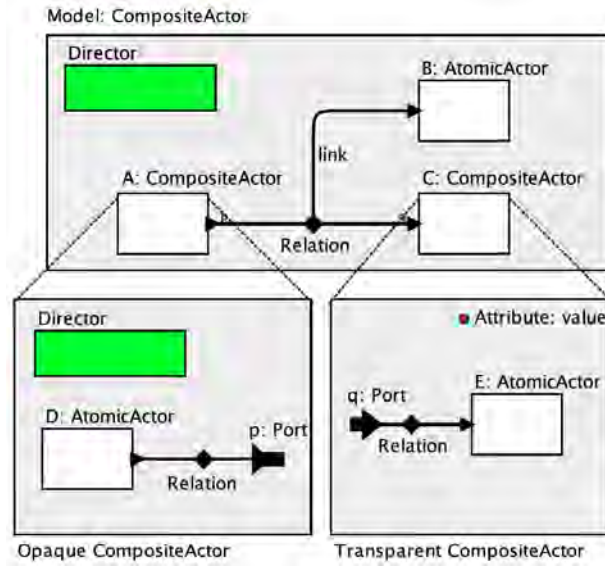 Model: CompositeActor
Director
B: AtomicActor
link
A: CompositeActor
C: CompositeActor
Relation
Director
Attribute: value
D: AtomicActor
p: Port
Relation
q: Port
E: AtomicActor
Relation
Opaque CompositeActor
Transparent CompositeActor